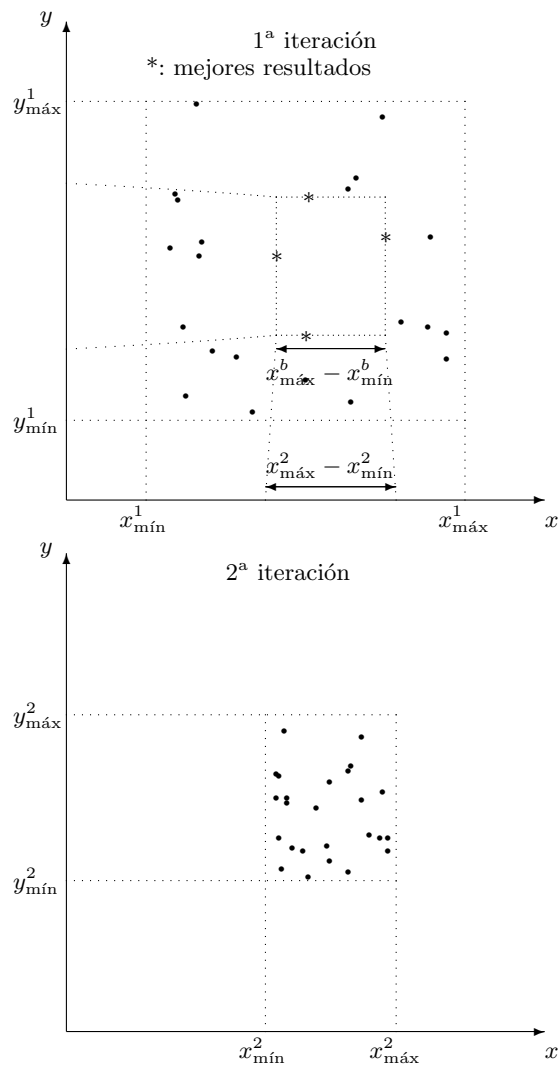 y
1ª iteración
*: mejores resultados
y¹máx
x^b_máx − x^b_mín
y¹mín
x²máx − x²mín
x¹mín
x¹máx
x
y
2ª iteración
y²máx
y²mín
x²mín
x²máx
x